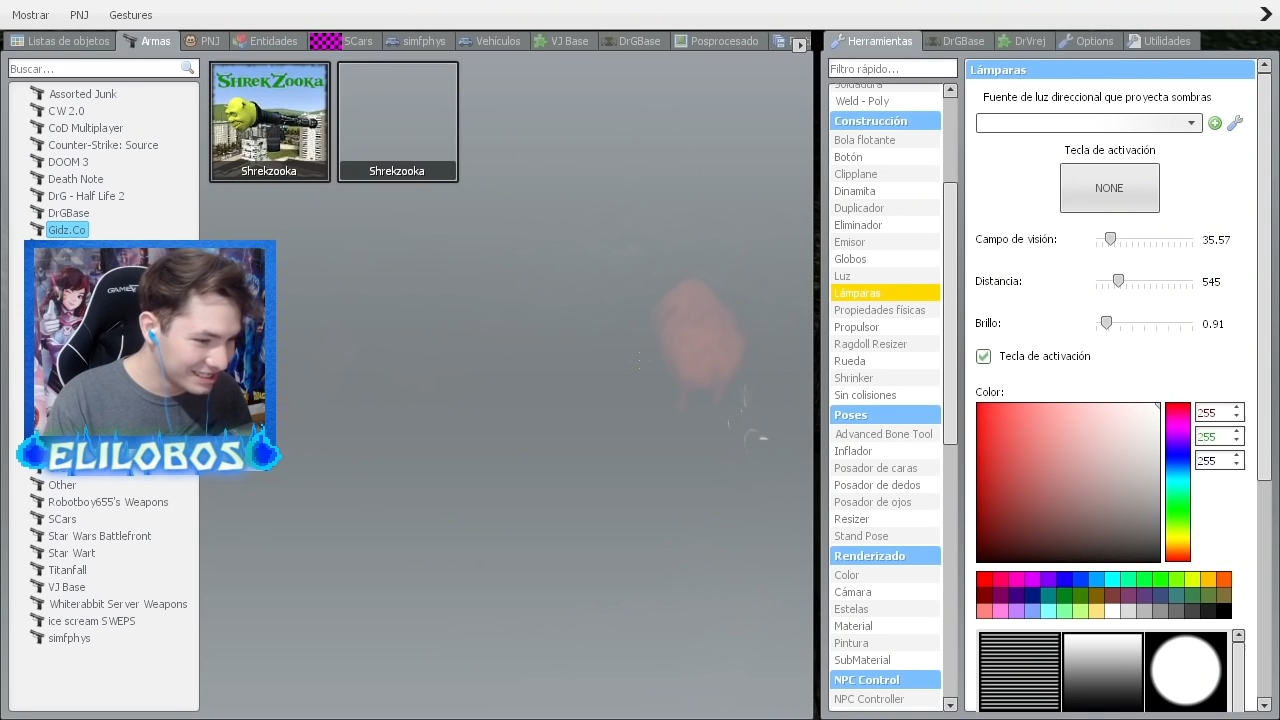 Mostrar PNJ Gestures
Listas de objetos Armas PNJ Entidades SCars simfphys Vehículos VJ Base DrGBase Posprocesado
Herramientas DrGBase DrVrej Options Utilidades
Buscar...
Assorted Junk
CW 2.0
CoD Multiplayer
Counter-Strike: Source
DOOM 3
Death Note
DrG - Half Life 2
DrGBase
Gidz.Co
ELILOBOS
Other
Robotboy655's Weapons
SCars
Star Wars Battlefront
Star Wart
Titanfall
VJ Base
Whiterabbit Server Weapons
ice scream SWEPS
simfphys
SHREKZOOKA
Shrekzooka
Shrekzooka
Filtro rápido...
Soldadura
Weld - Poly
Construcción
Bola flotante
Botón
Clipplane
Dinamita
Duplicador
Eliminador
Emisor
Globos
Luz
Lámparas
Propiedades físicas
Propulsor
Ragdoll Resizer
Rueda
Shrinker
Sin colisiones
Poses
Advanced Bone Tool
Inflador
Posador de caras
Posador de dedos
Posador de ojos
Resizer
Stand Pose
Renderizado
Color
Cámara
Estelas
Material
Pintura
SubMaterial
NPC Control
NPC Controller
Lámparas
Fuente de luz direccional que proyecta sombras
Tecla de activación
NONE
Campo de visión: 35.57
Distancia: 545
Brillo: 0.91
Tecla de activación
Color:
255
255
255